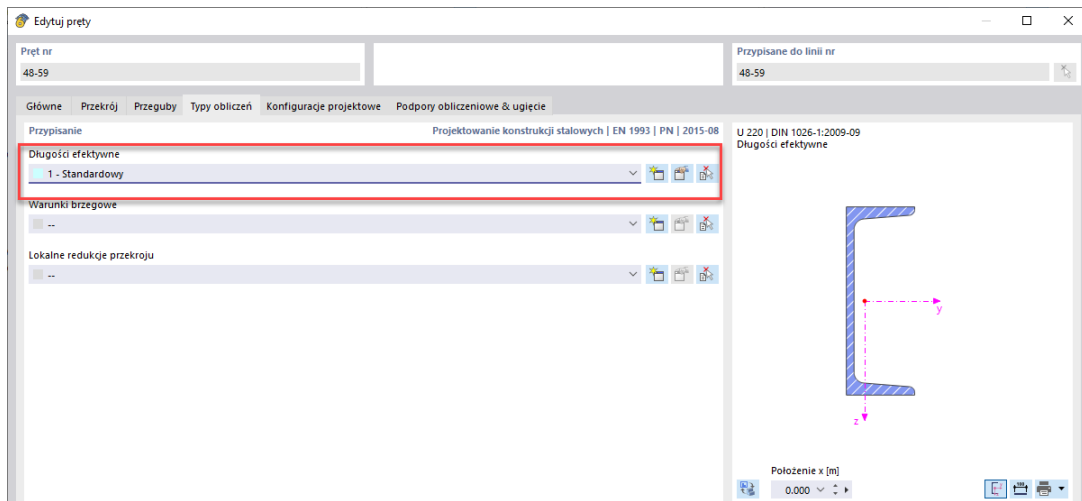 Edytuj pręty
Pręt nr
48-59
Przypisane do linii nr
48-59
Główne Przekrój Przeguby Typy obliczeń Konfiguracje projektowe Podpory obliczeniowe & ugięcie
Przypisanie
Projektowanie konstrukcji stalowych | EN 1993 | PN | 2015-08
Długości efektywne
1 - Standardowy
Warunki brzegowe
--
Lokalne redukcje przekroju
--
U 220 | DIN 1026-1:2009-09
Długości efektywne
y
z
Położenie x [m]
0.000